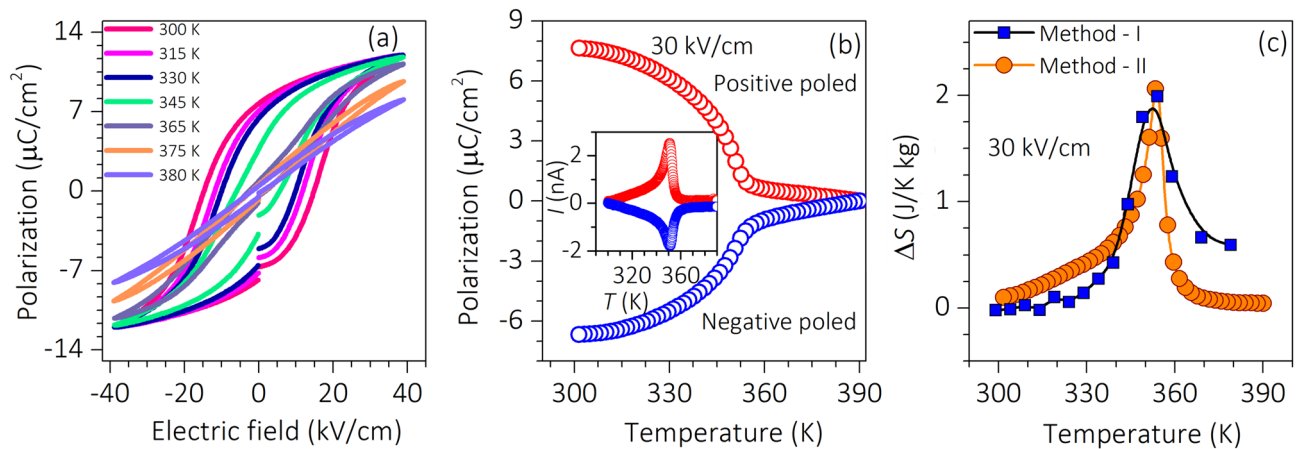 (a)
300 K
315 K
330 K
345 K
365 K
375 K
380 K
14
7
0
-7
-14
Polarization (μC/cm²)
-40 -20 0 20 40
Electric field (kV/cm)
(b)
30 kV/cm
Positive poled
Negative poled
9
6
3
0
-3
-6
Polarization (μC/cm²)
300 330 360 390
Temperature (K)
2
0
-2
I (nA)
320 360
T (K)
(c)
Method - I
Method - II
30 kV/cm
2
1
0
ΔS (J/K kg)
300 330 360 390
Temperature (K)